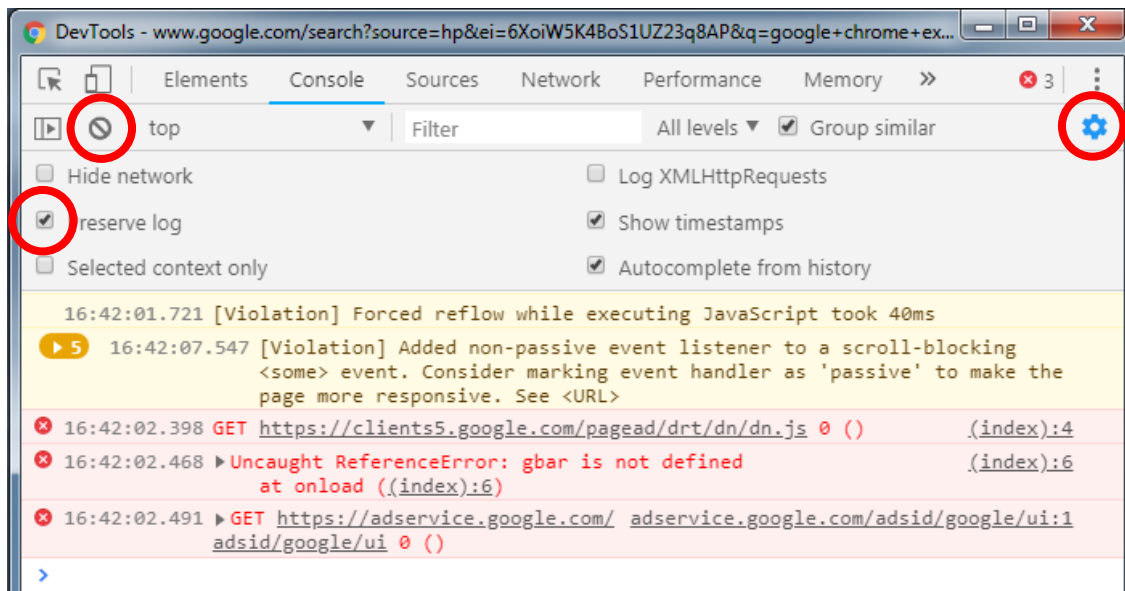 DevTools - www.google.com/search?source=hp&ei=6XoiW5K4BoS1UZ23q8AP&q=google+chrome+ex...
Elements Console Sources Network Performance Memory » 3
top Filter All levels Group similar
Hide network Log XMLHttpRequests
Preserve log Show timestamps
Selected context only Autocomplete from history
16:42:01.721 [Violation] Forced reflow while executing JavaScript took 40ms
5 16:42:07.547 [Violation] Added non-passive event listener to a scroll-blocking
<some> event. Consider marking event handler as 'passive' to make the
page more responsive. See <URL>
16:42:02.398 GET https://clients5.google.com/pagead/drt/dn/dn.js 0 () (index):4
16:42:02.468 Uncaught ReferenceError: gbar is not defined (index):6
at onload ((index):6)
16:42:02.491 GET https://adservice.google.com/ adservice.google.com/adsid/google/ui:1
adsid/google/ui 0 ()
>